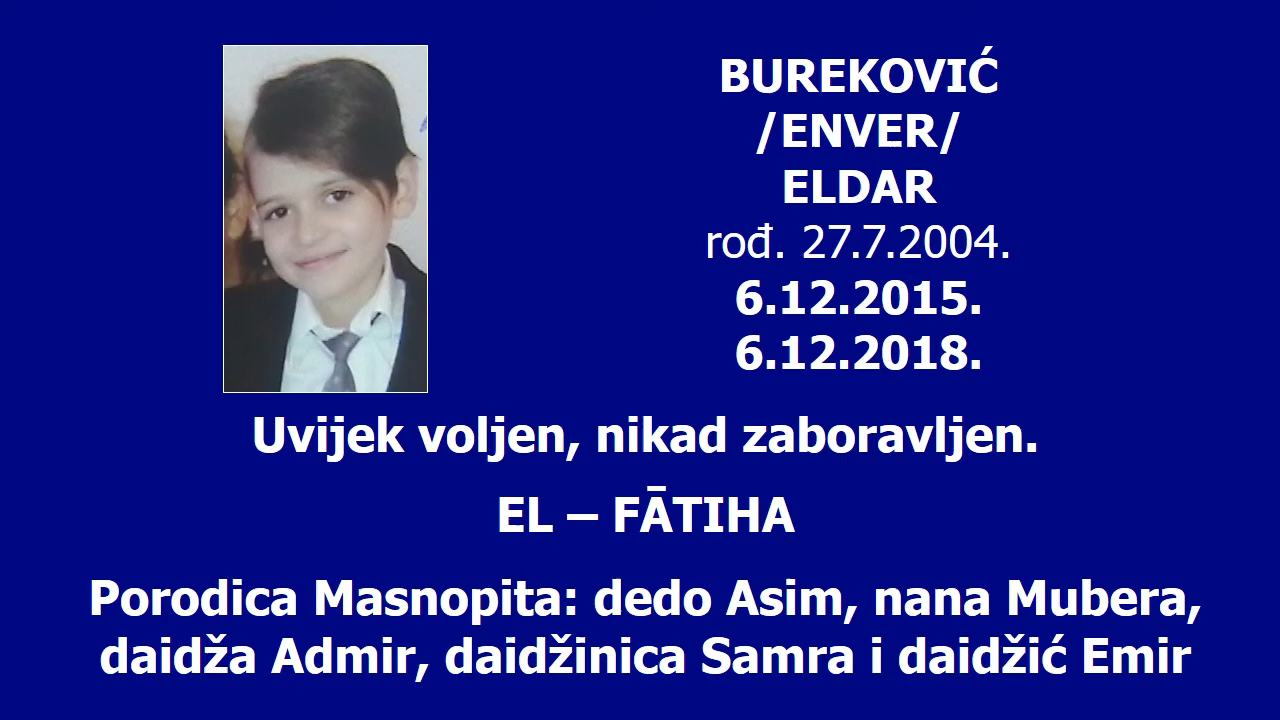 BUREKOVIĆ
/ENVER/
ELDAR
rođ. 27.7.2004.
6.12.2015.
6.12.2018.
Uvijek voljen, nikad zaboravljen.
EL – FĀTIHA
Porodica Masnopita: dedo Asim, nana Mubera,
daidža Admir, daidžinica Samra i daidžić Emir